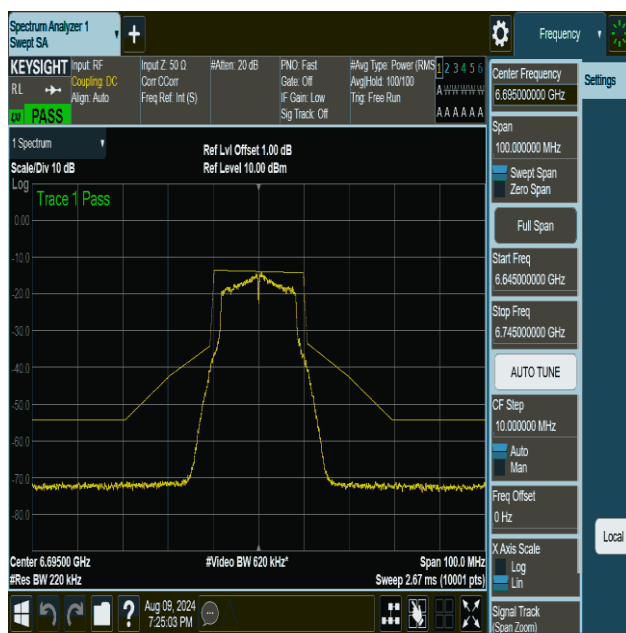 Spectrum Analyzer 1
Swept SA
Frequency
KEYSIGHT
RL
PASS
Input: RF
Coupling: DC
Align: Auto
Input Z: 50 Ω
Corr CCorr
Freq Ref: Int (S)
#Atten: 20 dB
PNO: Fast
Gate: Off
IF Gain: Low
Sig Track: Off
#Avg Type: Power (RMS
Avg|Hold: 100/100
Trig: Free Run
1 2 3 4 5 6
A W W W W W
A A A A A A
1 Spectrum
Scale/Div 10 dB
Ref Lvl Offset 1.00 dB
Ref Level 10.00 dBm
Log
Trace 1 Pass
0.00
-10.0
-20.0
-30.0
-40.0
-50.0
-60.0
-70.0
-80.0
Center 6.69500 GHz
#Res BW 220 kHz
#Video BW 620 kHz*
Span 100.0 MHz
Sweep 2.67 ms (10001 pts)
Aug 09, 2024
7:25:03 PM
Center Frequency
6.695000000 GHz
Span
100.000000 MHz
Swept Span
Zero Span
Full Span
Start Freq
6.645000000 GHz
Stop Freq
6.745000000 GHz
AUTO TUNE
CF Step
10.000000 MHz
Auto
Man
Freq Offset
0 Hz
X Axis Scale
Log
Lin
Signal Track
(Span Zoom)
Settings
Local